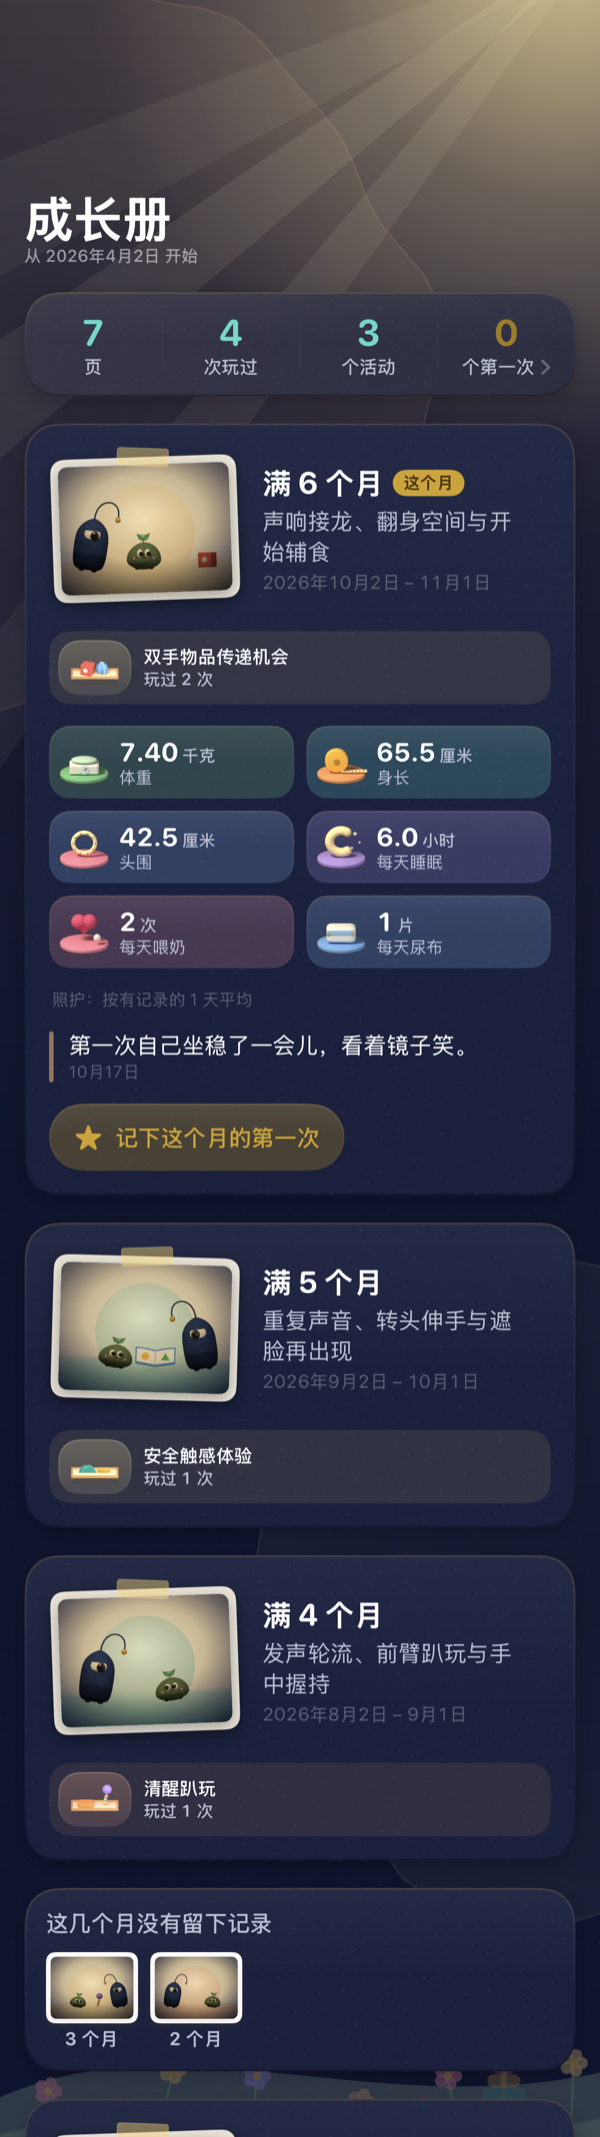 成长册
从 2026年4月2日 开始
7
页
4
次玩过
3
个活动
0
个第一次
满 6 个月
这个月
声响接龙、翻身空间与开
始辅食
2026年10月2日 – 11月1日
双手物品传递机会
玩过 2 次
7.40 千克
体重
65.5 厘米
身长
42.5 厘米
头围
6.0 小时
每天睡眠
2 次
每天喂奶
1 片
每天尿布
照护：按有记录的 1 天平均
第一次自己坐稳了一会儿，看着镜子笑。
10月17日
记下这个月的第一次
满 5 个月
重复声音、转头伸手与遮
脸再出现
2026年9月2日 – 10月1日
安全触感体验
玩过 1 次
满 4 个月
发声轮流、前臂趴玩与手
中握持
2026年8月2日 – 9月1日
清醒趴玩
玩过 1 次
这几个月没有留下记录
3 个月
2 个月